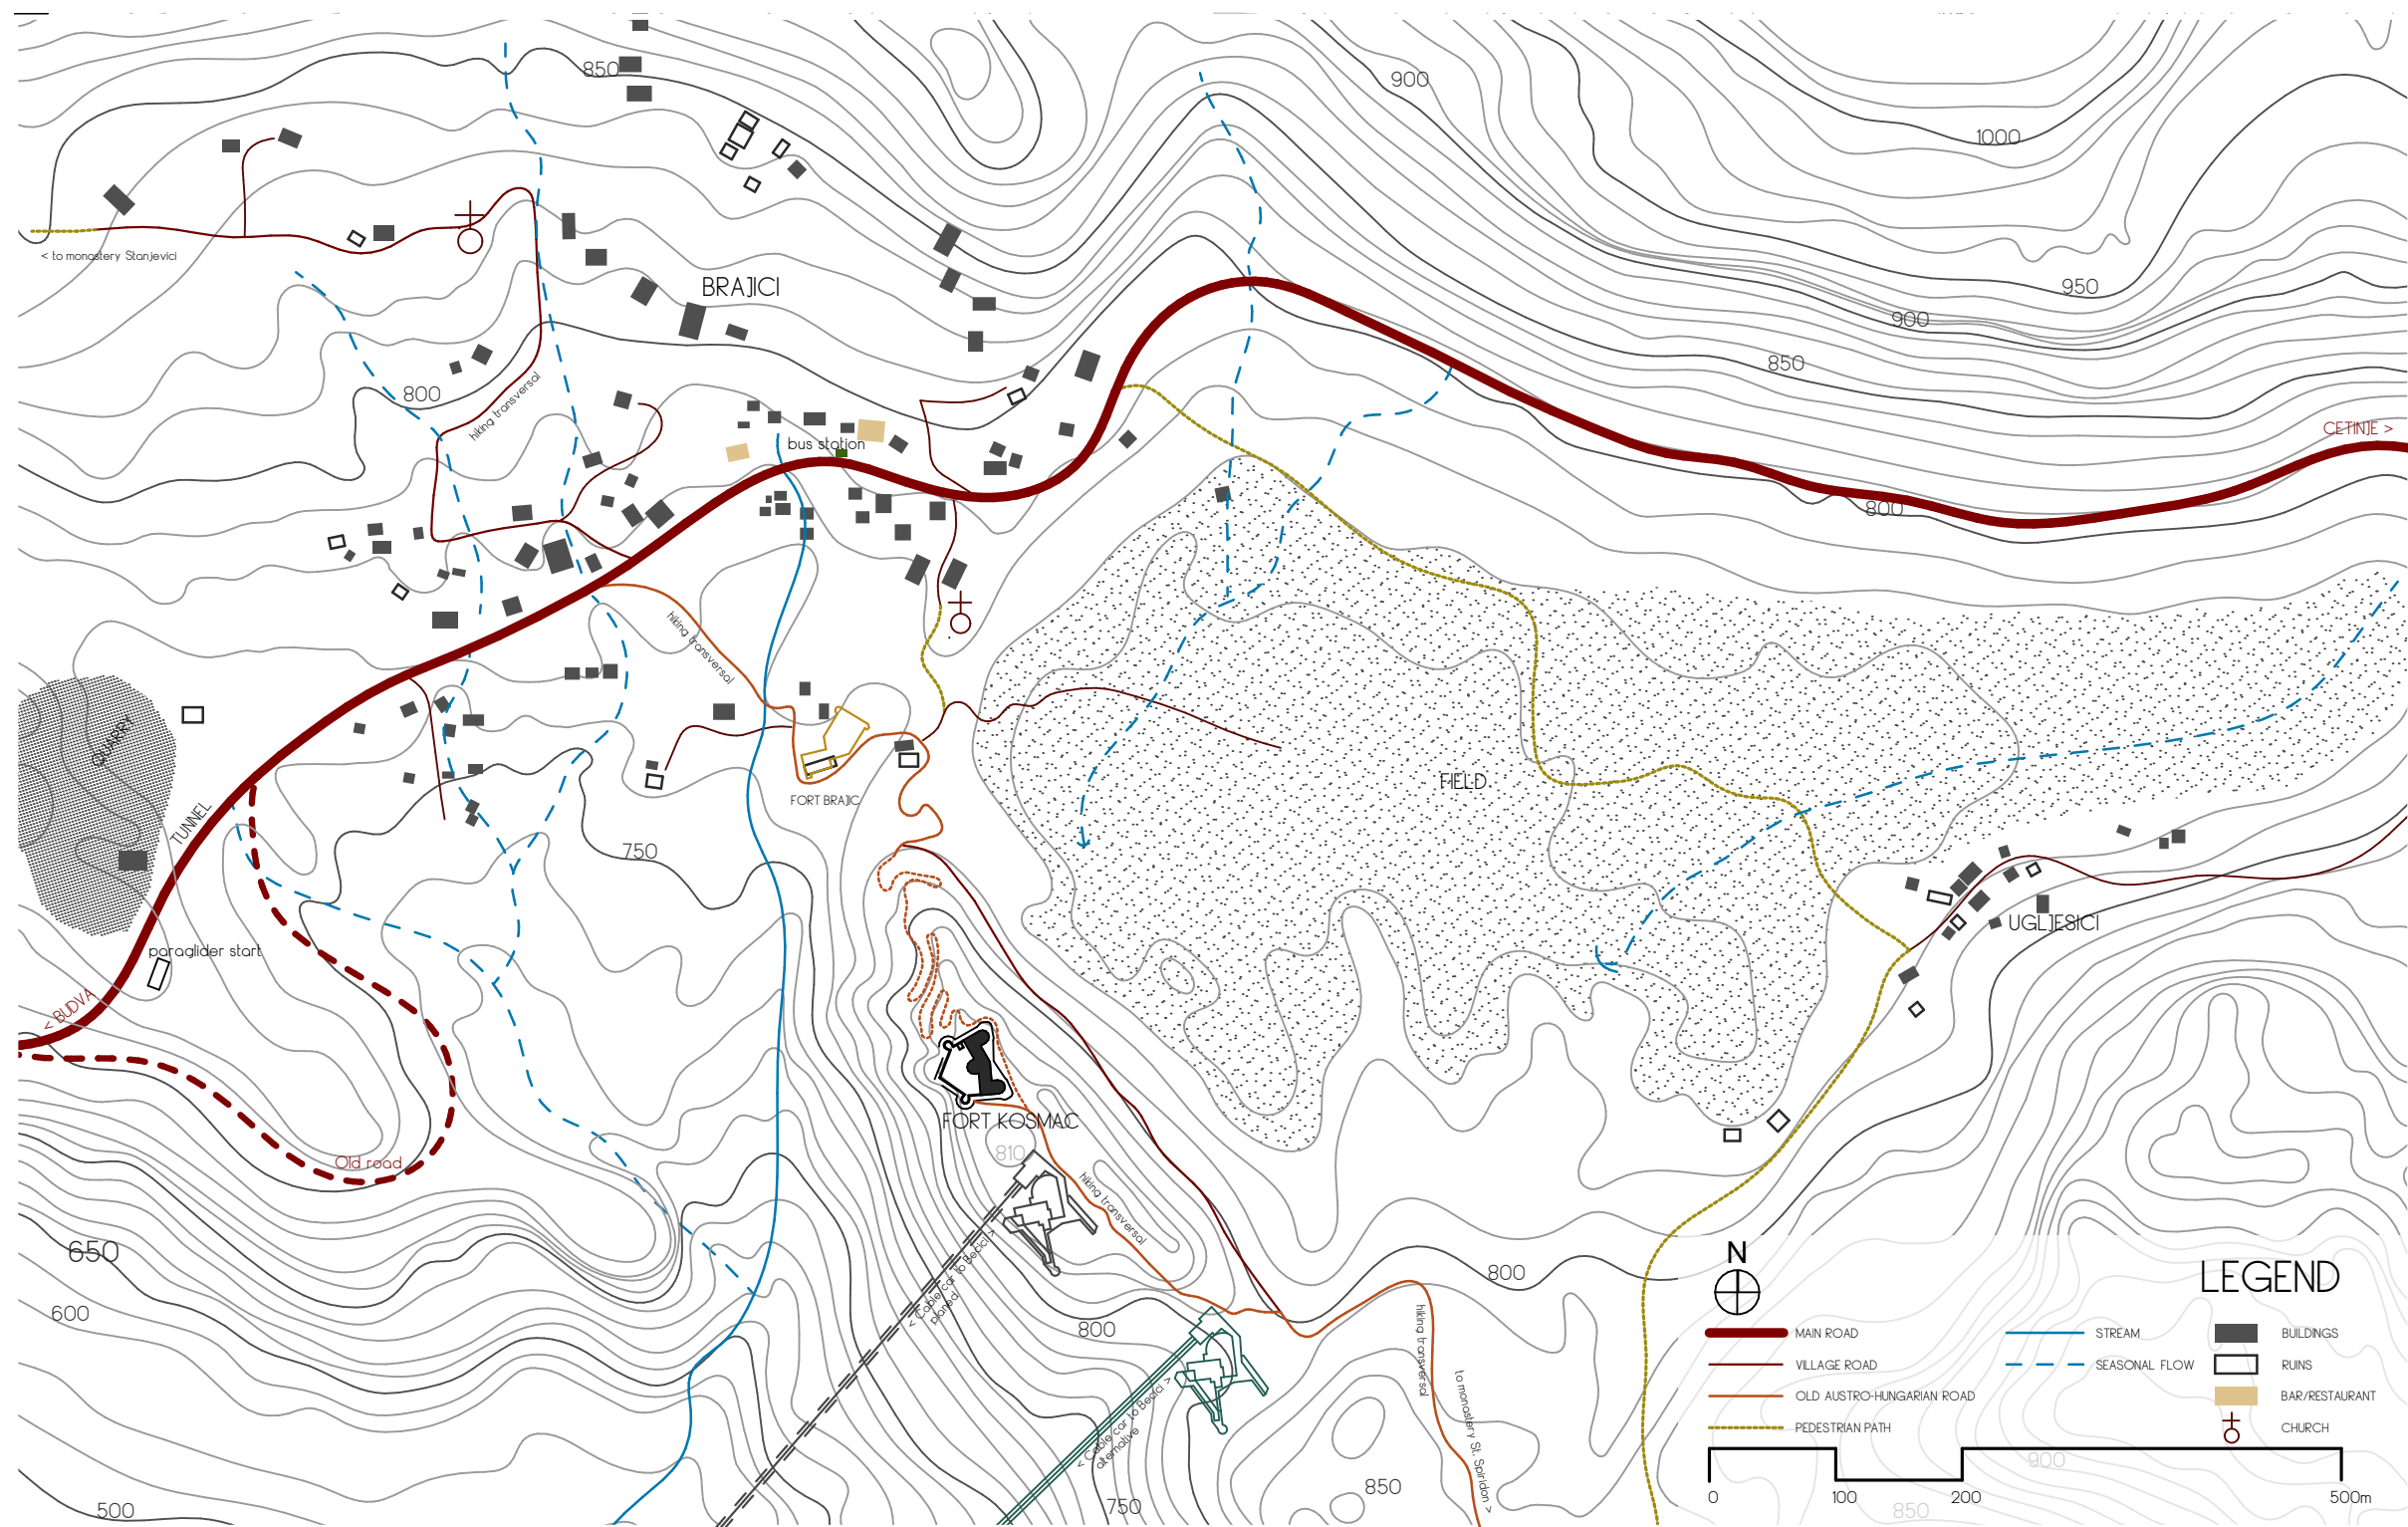 850
900
1000
< to monastery Stanjevici
BRAJICI
950
900
850
800
hiking transversal
bus station
CETINJE >
800
hiking transversal
QUARRY
FIELD
FORT BRAJIC
TUNNEL
750
UGLJESICI
paraglider start
< BUDVA
FORT KOSMAC
810
Old road
hiking transversal
650
600
< Cable car to Becici >
planed
800
800
hiking transversal
to monastery St. Spiridon >
< Cable car to Becici >
alternative
850
750
500
N
LEGEND
MAIN ROAD
STREAM
BUILDINGS
VILLAGE ROAD
SEASONAL FLOW
RUINS
OLD AUSTRO-HUNGARIAN ROAD
BAR/RESTAURANT
PEDESTRIAN PATH
CHURCH
900
0
100
200
500m
850